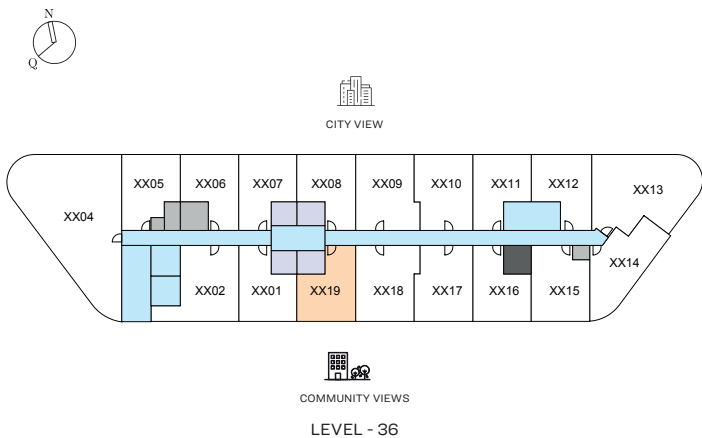 N
Q
CITY VIEW
XX05 XX06 XX07 XX08 XX09 XX10 XX11 XX12 XX13
XX04
XX14
XX02 XX01 XX19 XX18 XX17 XX16 XX15
COMMUNITY VIEWS
LEVEL - 36